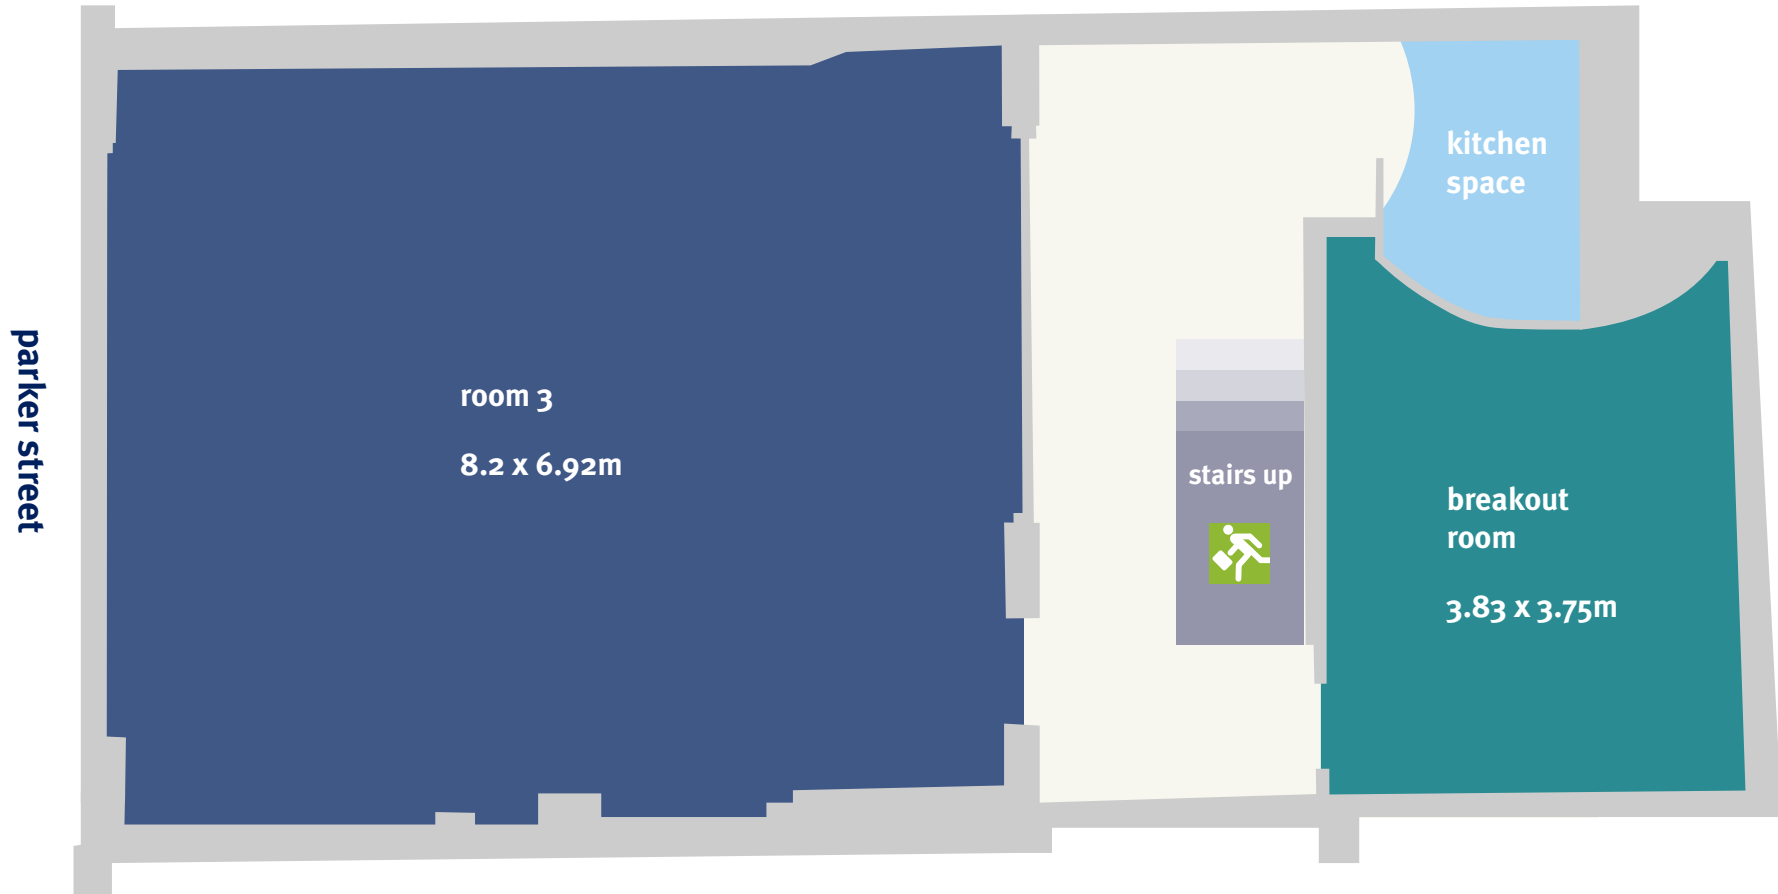 parker street
room 3
8.2 x 6.92m
kitchen
space
stairs up
breakout
room
3.83 x 3.75m